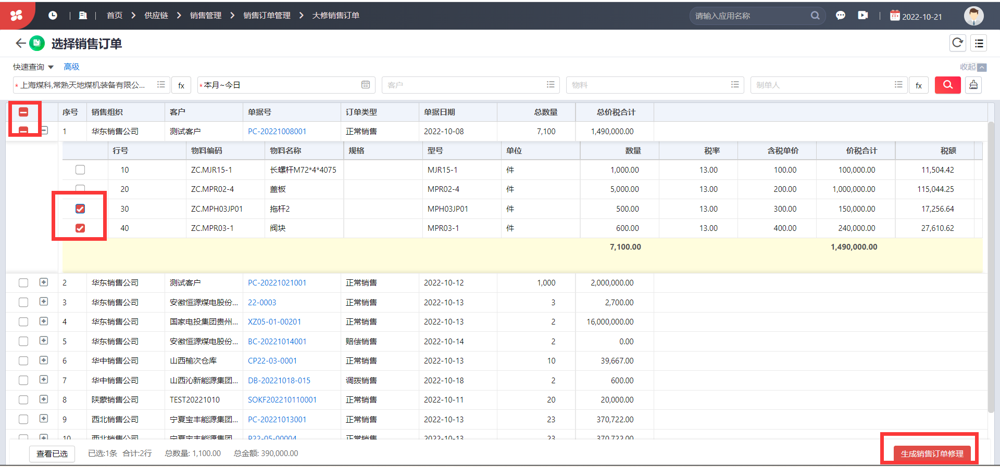 首页 供应链 销售管理 销售订单管理 大修销售订单 请输入应用名称 2022-10-21
选择销售订单
快速查询 高级 收起
* 上海煤科,常熟天地煤机装备有限公... fx * 本月~今日 客户 物料 制单人 fx
序号 销售组织 客户 单据号 订单类型 单据日期 总数量 总价税合计
1 华东销售公司 测试客户 PC-20221008001 正常销售 2022-10-08 7,100 1,490,000.00
行号 物料编码 物料名称 规格 型号 单位 数量 税率 含税单价 价税合计 税额
10 ZC.MJR15-1 长螺杆M72*4*4075 MJR15-1 件 1,000.00 13.00 100.00 100,000.00 11,504.42
20 ZC.MPR02-4 盖板 MPR02-4 件 5,000.00 13.00 200.00 1,000,000.00 115,044.25
30 ZC.MPH03JP01 拖杆2 MPH03JP01 件 500.00 13.00 300.00 150,000.00 17,256.64
40 ZC.MPR03-1 阀块 MPR03-1 件 600.00 13.00 400.00 240,000.00 27,610.62
7,100.00 1,490,000.00
2 华东销售公司 测试客户 PC-20221021001 正常销售 2022-10-12 1,000 2,000,000.00
3 华东销售公司 安徽恒源煤电股份... 22-0003 正常销售 2022-10-13 3 2,700.00
4 华东销售公司 国家电投集团贵州... XZ05-01-00201 正常销售 2022-10-13 2 16,000,000.00
5 华东销售公司 安徽恒源煤电股份... BC-20221014001 赔偿销售 2022-10-14 2 0.00
6 华中销售公司 山西榆次仓库 CP22-03-0001 正常销售 2022-10-13 10 39,667.00
7 华中销售公司 山西沁新能源集团... DB-20221018-015 调拨销售 2022-10-18 2 600.00
8 陕蒙销售公司 TEST20221010 SOKF202210110001 正常销售 2022-10-11 20 20,000.00
9 西北销售公司 宁夏宝丰能源集团... PC-20221013001 正常销售 2022-10-13 23 370,722.00
10 西北销售公司 宁夏宝丰能源集团... P22-05-00004 正常销售 2022-10-13 23 370,722.00
查看已选 已选:1条 合计:2行 总数量: 1,100.00 总金额: 390,000.00 生成销售订单修理